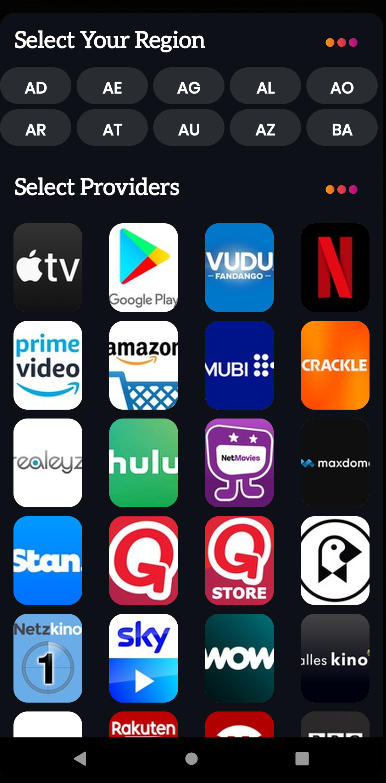 Select Your Region
AD AE AG AL AO
AR AT AU AZ BA
Select Providers
tv Google Play VUDU FANDANGO N
prime video amazon MUBI CRACKLE
realeyz hulu NetMovies maxdom
Stan. STORE
Netzkino 1 sky WOW alles kino
Rakuten